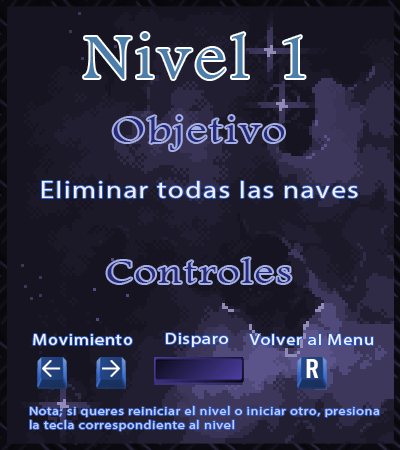 Nivel 1
Objetivo
Eliminar todas las naves
Controles
Movimiento Disparo Volver al Menu
← → R
Nota; si queres reiniciar el nivel o iniciar otro, presiona
la tecla correspondiente al nivel